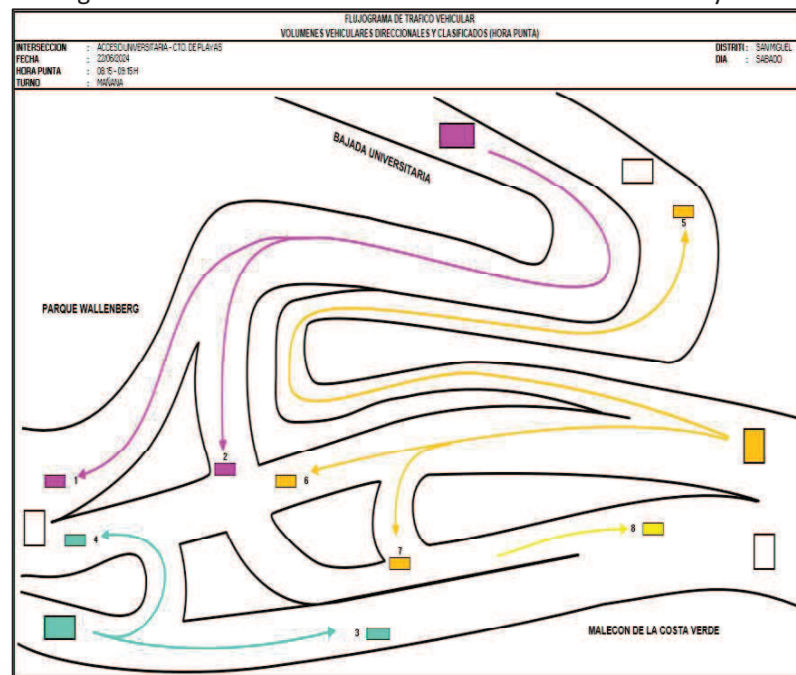 FLUJOGRAMA DE TRAFICO VEHICULAR
VOLUMENES VEHICULARES DIRECCIONALES Y CLASIFICADOS (HORA PUNTA)
INTERSECCION : ACCESO UNIVERSITARIA - CTO. DE PLAYAS
DISTRITI : SAN MIGUEL
FECHA : 22/06/2024
DIA : SABADO
HORA PUNTA : 08:15 - 09:15 H
TURNO : MAÑANA
BAJADA UNIVERSITARIA
5
PARQUE WALLENBERG
2
1
6
4
8
7
3
MALECON DE LA COSTA VERDE